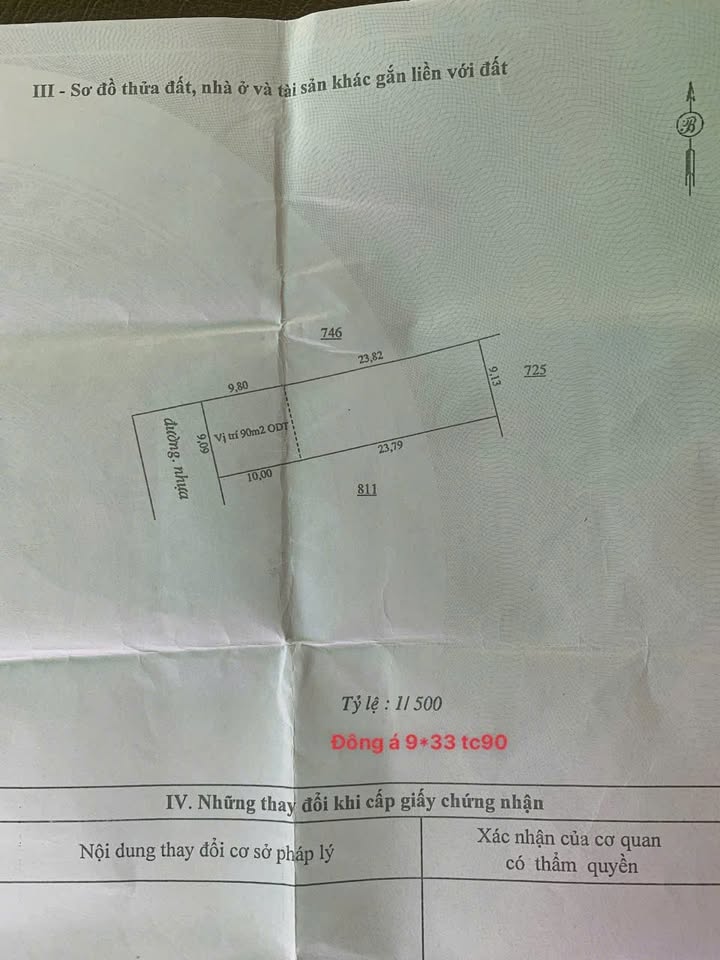 III - Sơ đồ thửa đất, nhà ở và tài sản khác gắn liền với đất
B
746
23,82
9,80
9,13
725
đường. nhựa
9,09
Vị trí 90m2 ODT
10,00
23,79
811
Tỷ lệ : 1/ 500
Đông á 9*33 tc90
IV. Những thay đổi khi cấp giấy chứng nhận
Nội dung thay đổi cơ sở pháp lý
Xác nhận của cơ quan
có thẩm quyền